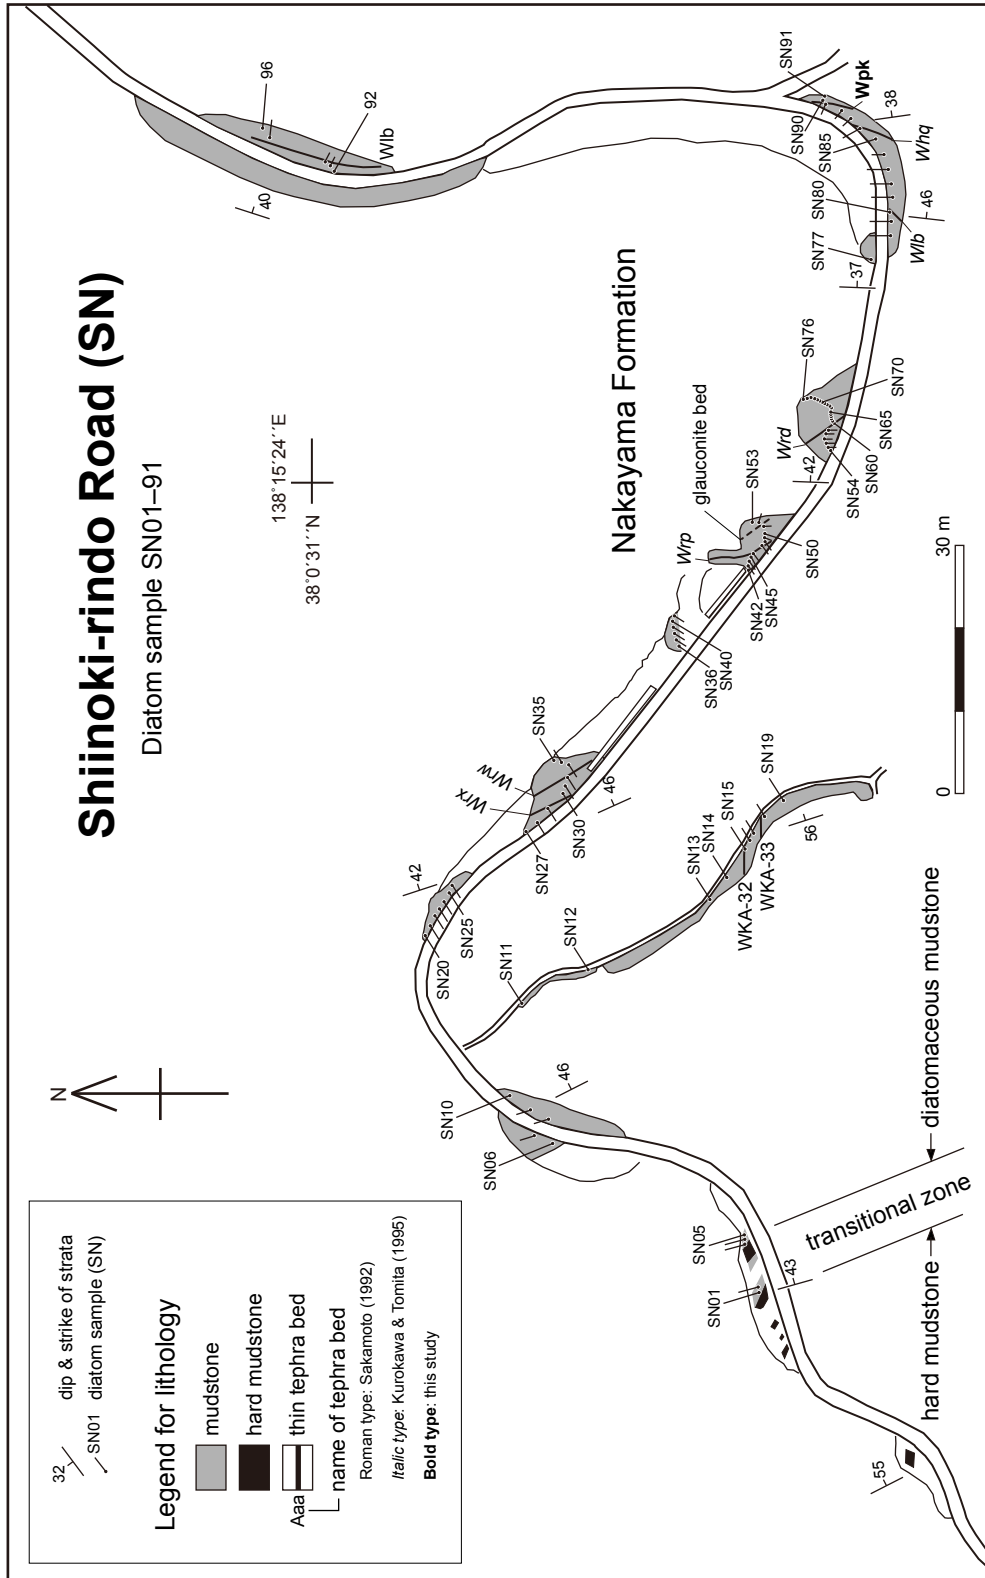 Shiinoki-rindo Road (SN)
Diatom sample SN01–91
138˚15´24´´E
38˚0´31´´N
N
32
dip & strike of strata
SN01
diatom sample (SN)
Legend for lithology
mudstone
hard mudstone
thin tephra bed
Aaa
name of tephra bed
Roman type: Sakamoto (1992)
Italic type: Kurokawa & Tomita (1995)
Bold type: this study
Nakayama Formation
55
43
SN01
SN05
hard mudstone
transitional zone
diatomaceous mudstone
SN06
SN10
46
SN11
SN12
SN13
SN14
SN15
SN19
WKA-32
WKA-33
56
SN20
SN25
42
SN27
SN30
SN35
Wrx
Wrw
46
SN36
SN40
SN42
SN45
SN50
SN53
Wrp
glauconite bed
SN54
SN60
SN65
SN70
SN76
Wrd
42
37
SN77
SN80
SN85
SN90
SN91
Wlb
46
Whq
38
Wpk
Wlb
92
96
40
0
30 m